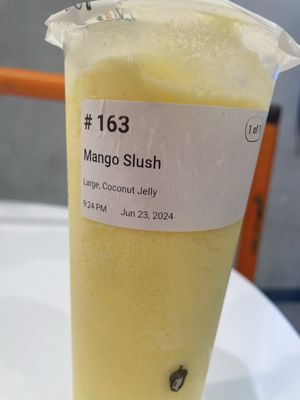 # 163
1 of 1
Mango Slush
Large, Coconut Jelly
9:24 PM Jun 23, 2024